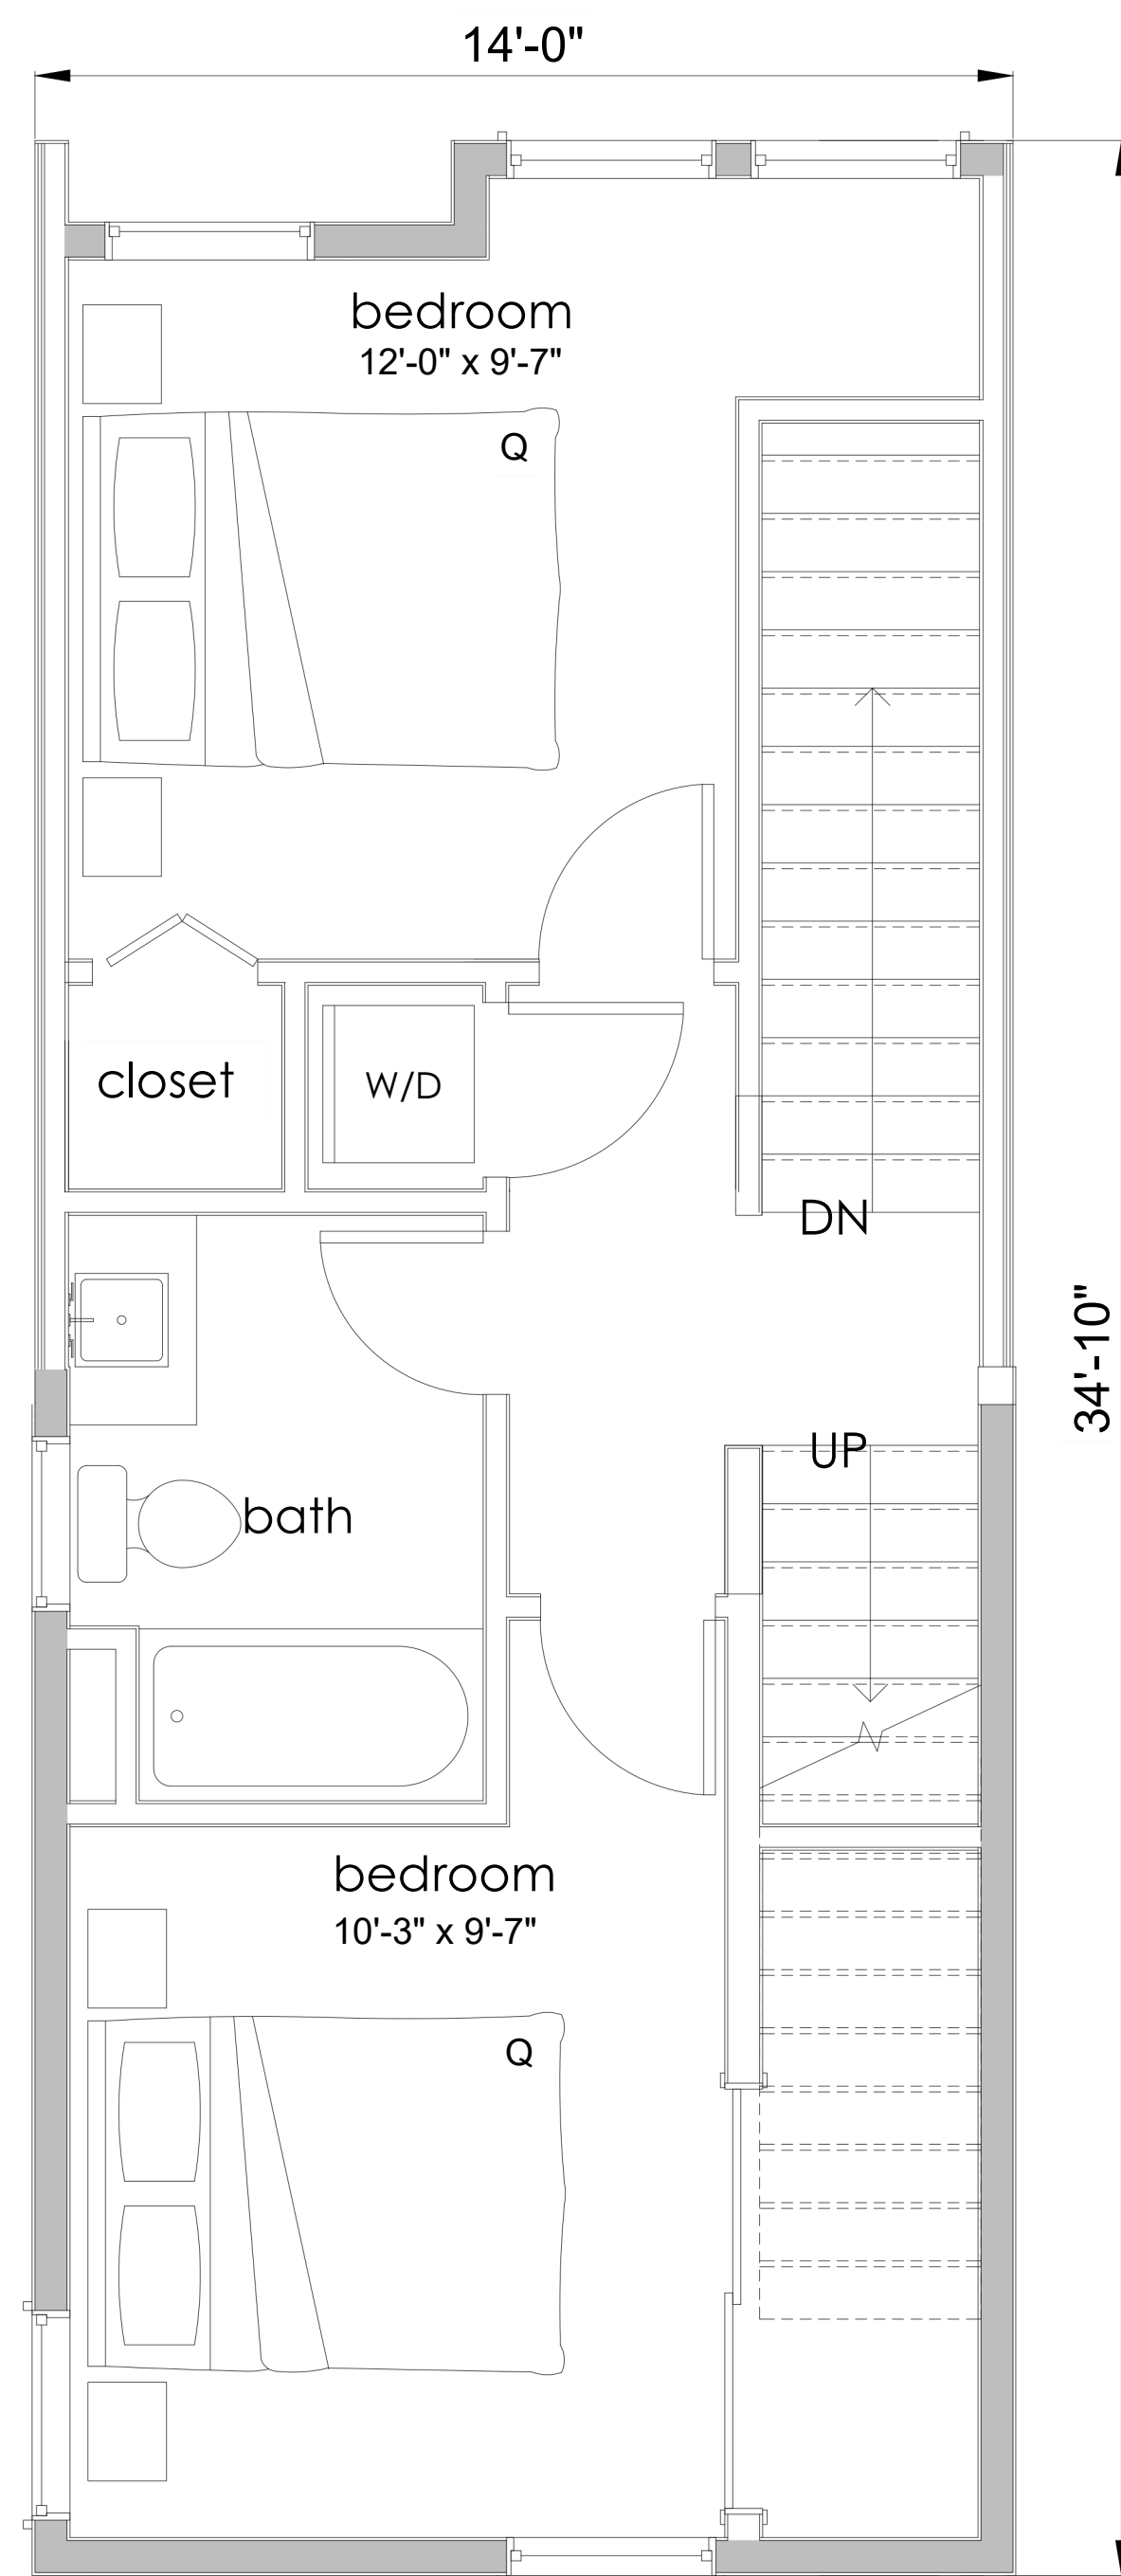 14'-0"
bedroom
12'-0" x 9'-7"
Q
closet
W/D
DN
34'-10"
UP
bath
bedroom
10'-3" x 9'-7"
Q